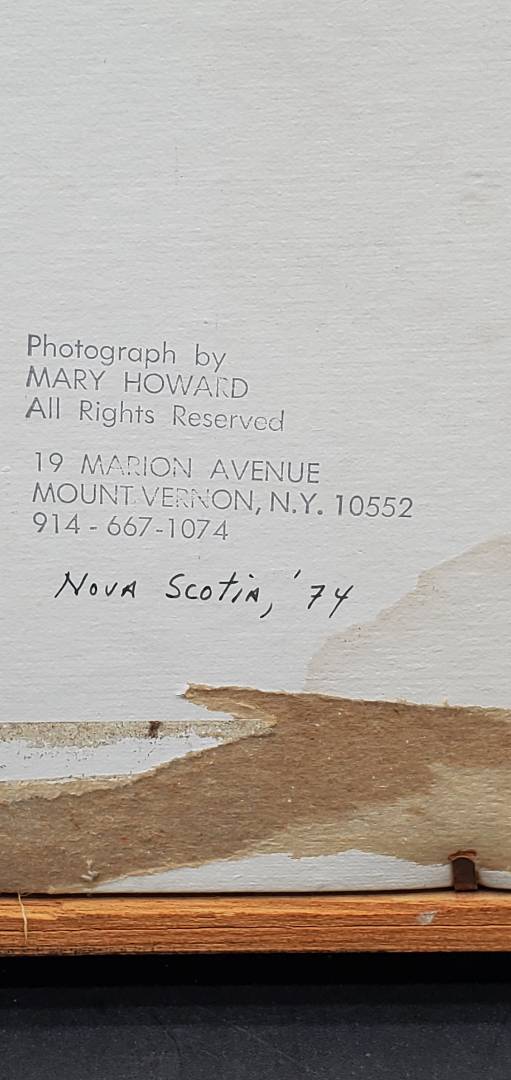 Photograph by
MARY HOWARD
All Rights Reserved
19 MARION AVENUE
MOUNT VERNON, N.Y. 10552
914 - 667-1074
NOVA SCOTIA, '74